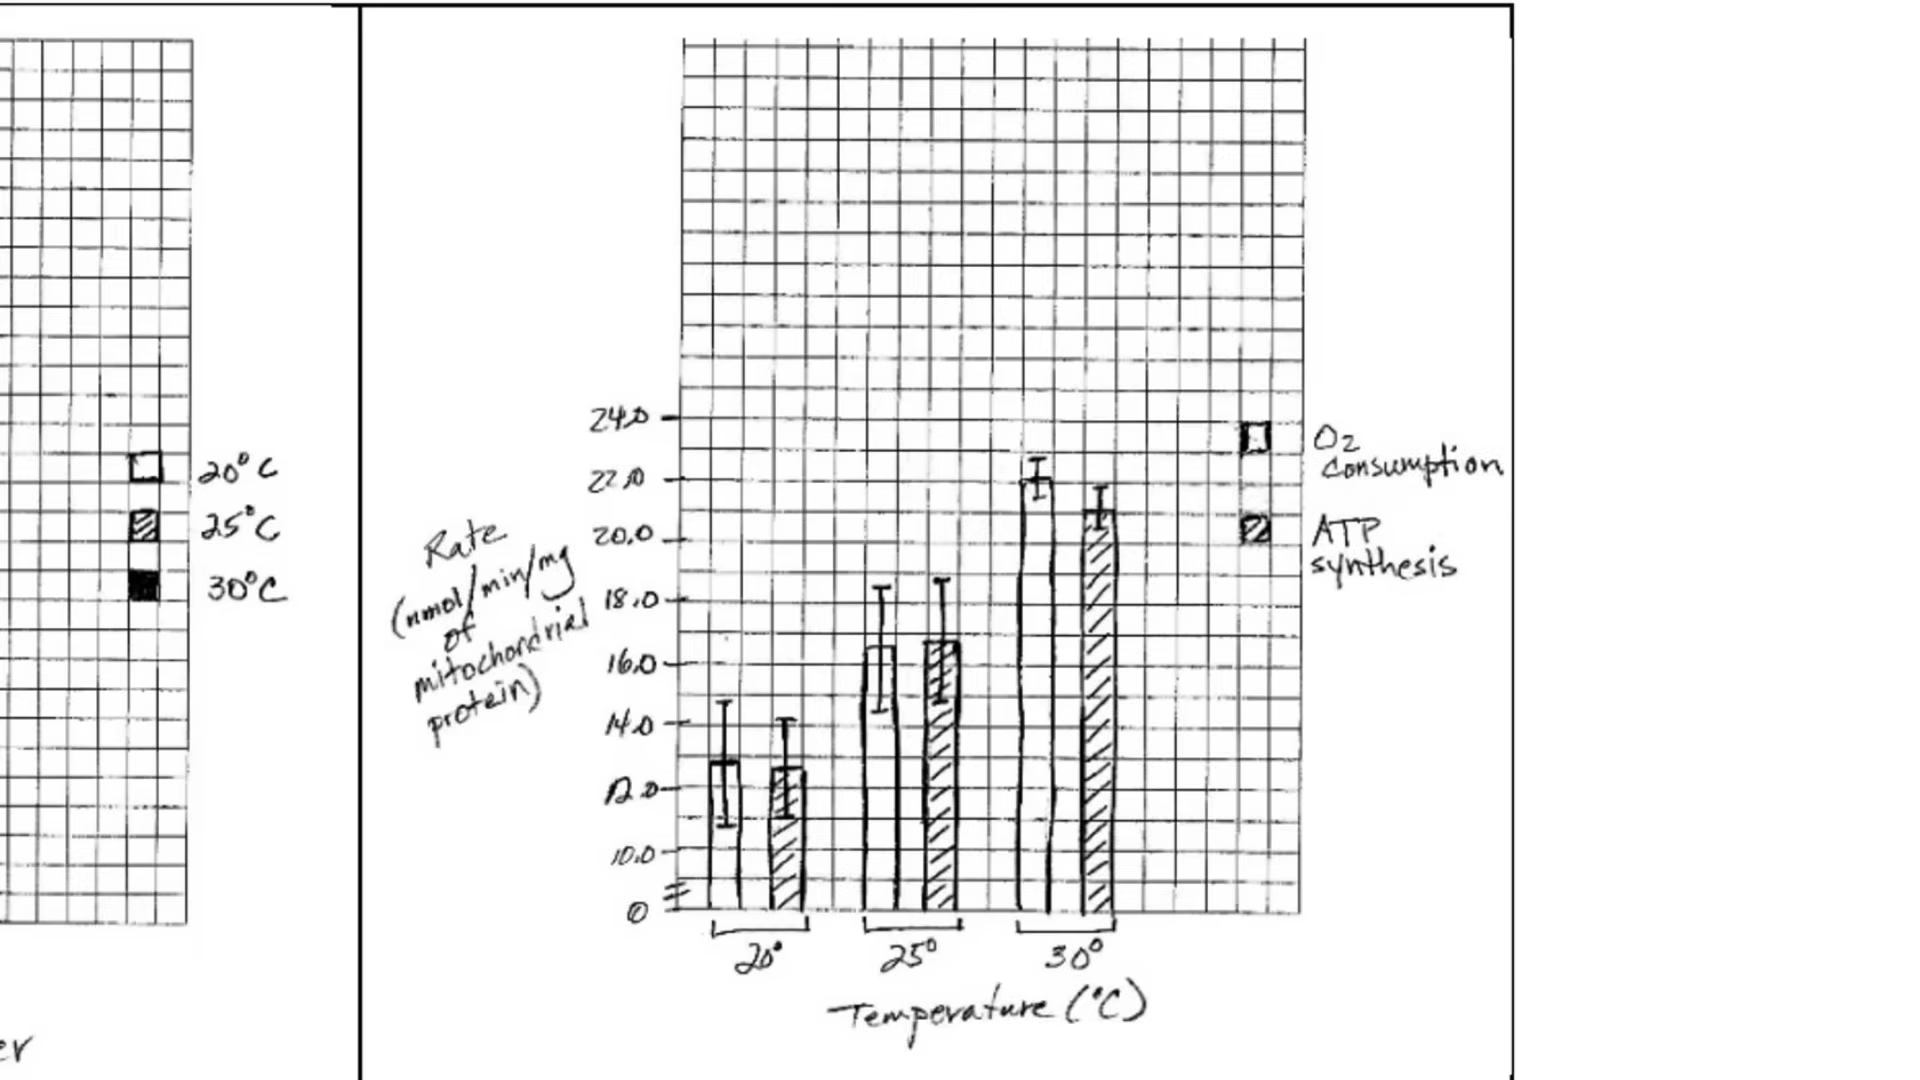 20°C
25°C
30°C
er
24.0
22.0
20.0
18.0
16.0
14.0
12.0
10.0
0
Rate
(nmol/min/mg
of
mitochondrial
protein)
O2
consumption
ATP
synthesis
20°
25°
30°
Temperature (°C)